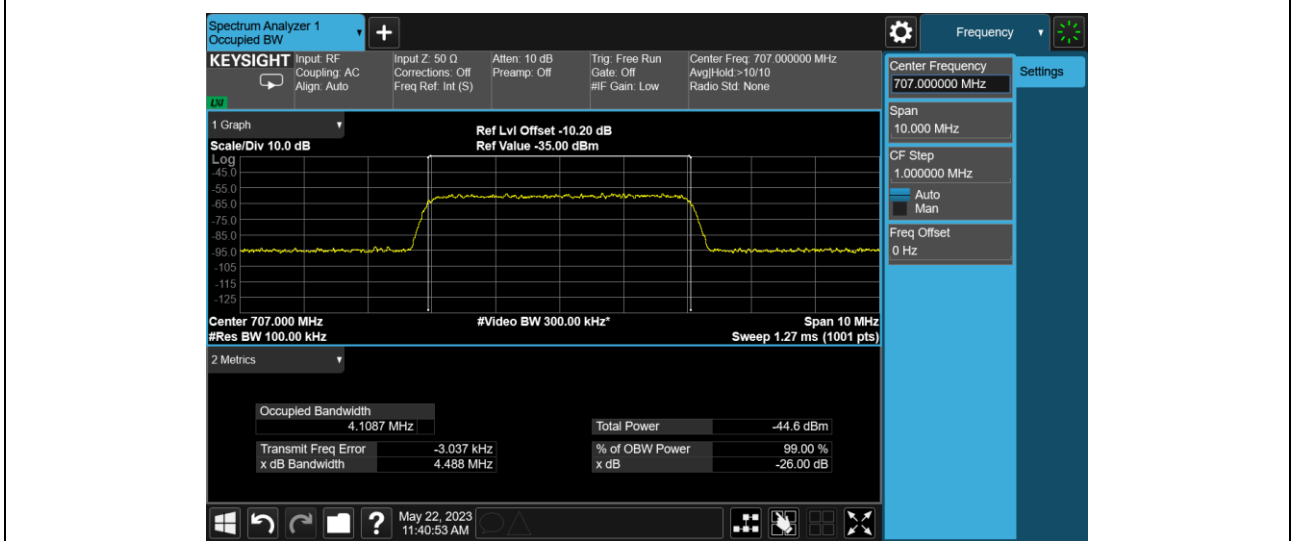 Spectrum Analyzer 1
Occupied BW
+
Frequency
KEYSIGHT
LXI
Input: RF
Coupling: AC
Align: Auto
Input Z: 50 Ω
Corrections: Off
Freq Ref: Int (S)
Atten: 10 dB
Preamp: Off
Trig: Free Run
Gate: Off
#IF Gain: Low
Center Freq: 707.000000 MHz
Avg|Hold:>10/10
Radio Std: None
Center Frequency
707.000000 MHz
Settings
Span
10.000 MHz
CF Step
1.000000 MHz
Auto
Man
Freq Offset
0 Hz
1 Graph
Scale/Div 10.0 dB
Ref Lvl Offset -10.20 dB
Ref Value -35.00 dBm
Log
-45.0
-55.0
-65.0
-75.0
-85.0
-95.0
-105
-115
-125
Center 707.000 MHz
#Res BW 100.00 kHz
#Video BW 300.00 kHz*
Span 10 MHz
Sweep 1.27 ms (1001 pts)
2 Metrics
Occupied Bandwidth
4.1087 MHz
Total Power -44.6 dBm
Transmit Freq Error -3.037 kHz
% of OBW Power 99.00 %
x dB Bandwidth 4.488 MHz
x dB -26.00 dB
?
May 22, 2023
11:40:53 AM